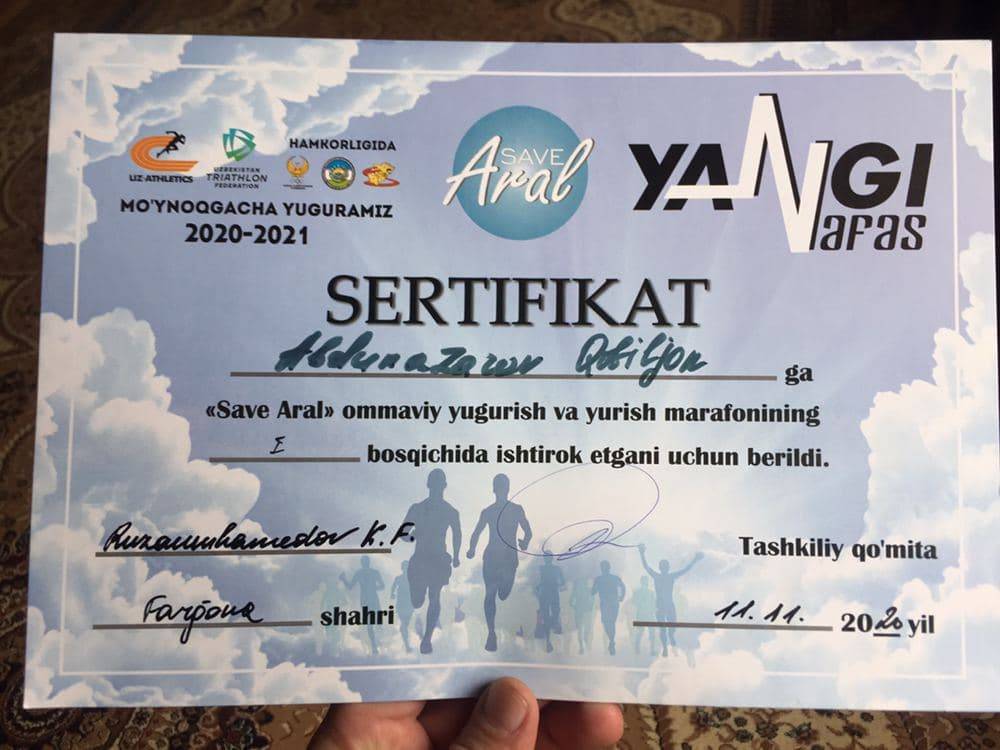 UZ-ATHLETICS
UZBEKISTAN
TRIATHLON
FEDERATION
HAMKORLIGIDA
MO'YNOQGACHA YUGURAMIZ
2020-2021
SAVE
Aral
YANGI
Nafas
SERTIFIKAT
Abdunazarov Qobiljon ga
«Save Aral» ommaviy yugurish va yurish marafonining
I bosqichida ishtirok etgani uchun berildi.
Ruzamuhamedov K. F.
Tashkiliy qo'mita
Farg'ona shahri
11.11. 2020 yil